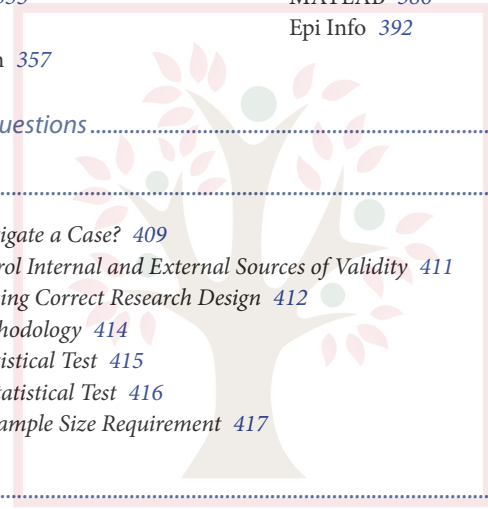 MATLAB
Epi Info 392
n 357
uestions
igate a Case? 409
rol Internal and External Sources of Validity 411
ing Correct Research Design 412
hodology 414
istical Test 415
tatistical Test 416
ample Size Requirement 417